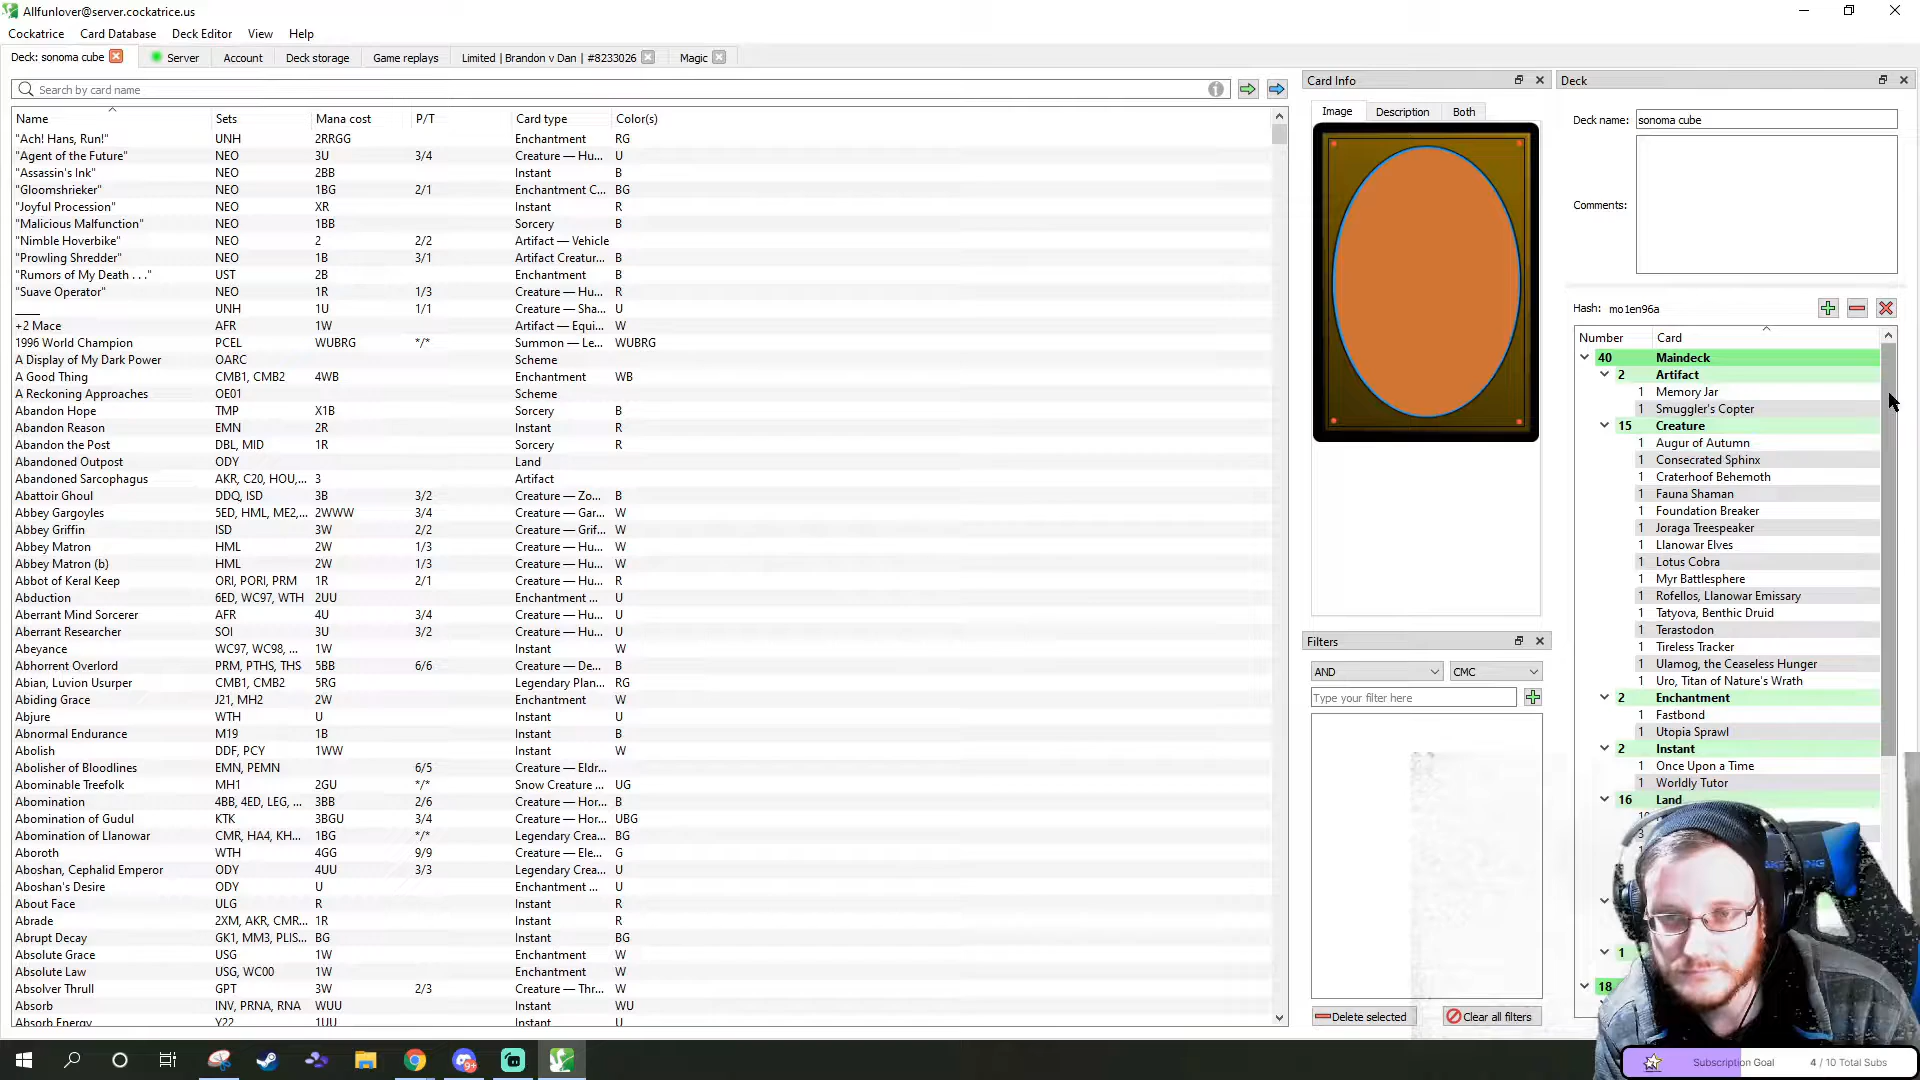 Allfunlover@server.cockatrice.us
Cockatrice Card Database Deck Editor View Help
Deck: sonoma cube Server Account Deck storage Game replays Limited | Brandon v Dan | #8233026 Magic
Search by card name
Name Sets Mana cost P/T Card type Color(s)
"Ach! Hans, Run!" UNH 2RRGG Enchantment RG
"Agent of the Future" NEO 3U 3/4 Creature — Hu... U
"Assassin's Ink" NEO 2BB Instant B
"Gloomshrieker" NEO 1BG 2/1 Enchantment C... BG
"Joyful Procession" NEO XR Instant R
"Malicious Malfunction" NEO 1BB Sorcery B
"Nimble Hoverbike" NEO 2 2/2 Artifact — Vehicle
"Prowling Shredder" NEO 1B 3/1 Artifact Creatur... B
"Rumors of My Death . . ." UST 2B Enchantment B
"Suave Operator" NEO 1R 1/3 Creature — Hu... R
____ UNH 1U 1/1 Creature — Sha... U
+2 Mace AFR 1W Artifact — Equi... W
1996 World Champion PCEL WUBRG */* Summon — Le... WUBRG
A Display of My Dark Power OARC Scheme
A Good Thing CMB1, CMB2 4WB Enchantment WB
A Reckoning Approaches OE01 Scheme
Abandon Hope TMP X1B Sorcery B
Abandon Reason EMN 2R Instant R
Abandon the Post DBL, MID 1R Sorcery R
Abandoned Outpost ODY Land
Abandoned Sarcophagus AKR, C20, HOU,... 3 Artifact
Abattoir Ghoul DDQ, ISD 3B 3/2 Creature — Zo... B
Abbey Gargoyles 5ED, HML, ME2,... 2WWW 3/4 Creature — Gar... W
Abbey Griffin ISD 3W 2/2 Creature — Grif... W
Abbey Matron HML 2W 1/3 Creature — Hu... W
Abbey Matron (b) HML 2W 1/3 Creature — Hu... W
Abbot of Keral Keep ORI, PORI, PRM 1R 2/1 Creature — Hu... R
Abduction 6ED, WC97, WTH 2UU Enchantment ... U
Aberrant Mind Sorcerer AFR 4U 3/4 Creature — Hu... U
Aberrant Researcher SOI 3U 3/2 Creature — Hu... U
Abeyance WC97, WC98, ... 1W Instant W
Abhorrent Overlord PRM, PTHS, THS 5BB 6/6 Creature — De... B
Abian, Luvion Usurper CMB1, CMB2 5RG Legendary Plan... RG
Abiding Grace J21, MH2 2W Enchantment W
Abjure WTH U Instant U
Abnormal Endurance M19 1B Instant B
Abolish DDF, PCY 1WW Instant W
Abolisher of Bloodlines EMN, PEMN 6/5 Creature — Eldr...
Abominable Treefolk MH1 2GU */* Snow Creature ... UG
Abomination 4BB, 4ED, LEG, ... 3BB 2/6 Creature — Hor... B
Abomination of Gudul KTK 3BGU 3/4 Creature — Hor... UBG
Abomination of Llanowar CMR, HA4, KH... 1BG */* Legendary Crea... BG
Aboroth WTH 4GG 9/9 Creature — Ele... G
Aboshan, Cephalid Emperor ODY 4UU 3/3 Legendary Crea... U
Aboshan's Desire ODY U Enchantment ... U
About Face ULG R Instant R
Abrade 2XM, AKR, CMR... 1R Instant R
Abrupt Decay GK1, MM3, PLIS... BG Instant BG
Absolute Grace USG 1W Enchantment W
Absolute Law USG, WC00 1W Enchantment W
Absolver Thrull GPT 3W 2/3 Creature — Thr... W
Absorb INV, PRNA, RNA WUU Instant WU
Absorb Energy Y22 1UU Instant U
Card Info
Image Description Both
Filters
AND CMC
Type your filter here
Delete selected Clear all filters
Deck
Deck name: sonoma cube
Comments:
Hash: mo1en96a
Number Card
40 Maindeck
2 Artifact
1 Memory Jar
1 Smuggler's Copter
15 Creature
1 Augur of Autumn
1 Consecrated Sphinx
1 Craterhoof Behemoth
1 Fauna Shaman
1 Foundation Breaker
1 Joraga Treespeaker
1 Llanowar Elves
1 Lotus Cobra
1 Myr Battlesphere
1 Rofellos, Llanowar Emissary
1 Tatyova, Benthic Druid
1 Terastodon
1 Tireless Tracker
1 Ulamog, the Ceaseless Hunger
1 Uro, Titan of Nature's Wrath
2 Enchantment
1 Fastbond
1 Utopia Sprawl
2 Instant
1 Once Upon a Time
1 Worldly Tutor
16 Land
1
18
Subscription Goal 4 / 10 Total Subs